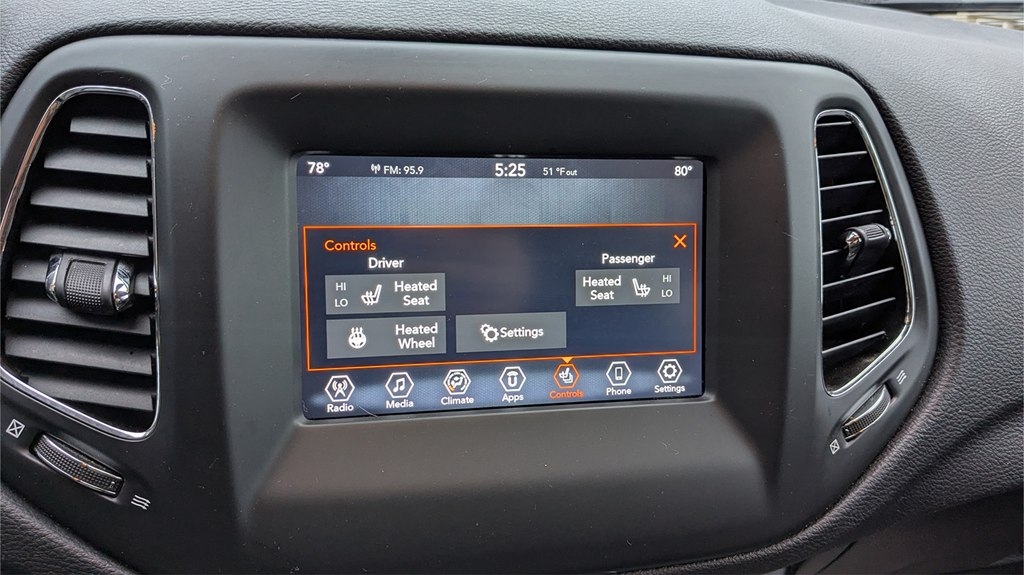 78° FM: 95.9 5:25 51 °F out 80°
Controls
Driver
Passenger
HI
LO
Heated
Seat
Heated
Seat
HI
LO
Heated
Wheel
Settings
Radio
Media
Climate
Apps
Controls
Phone
Settings